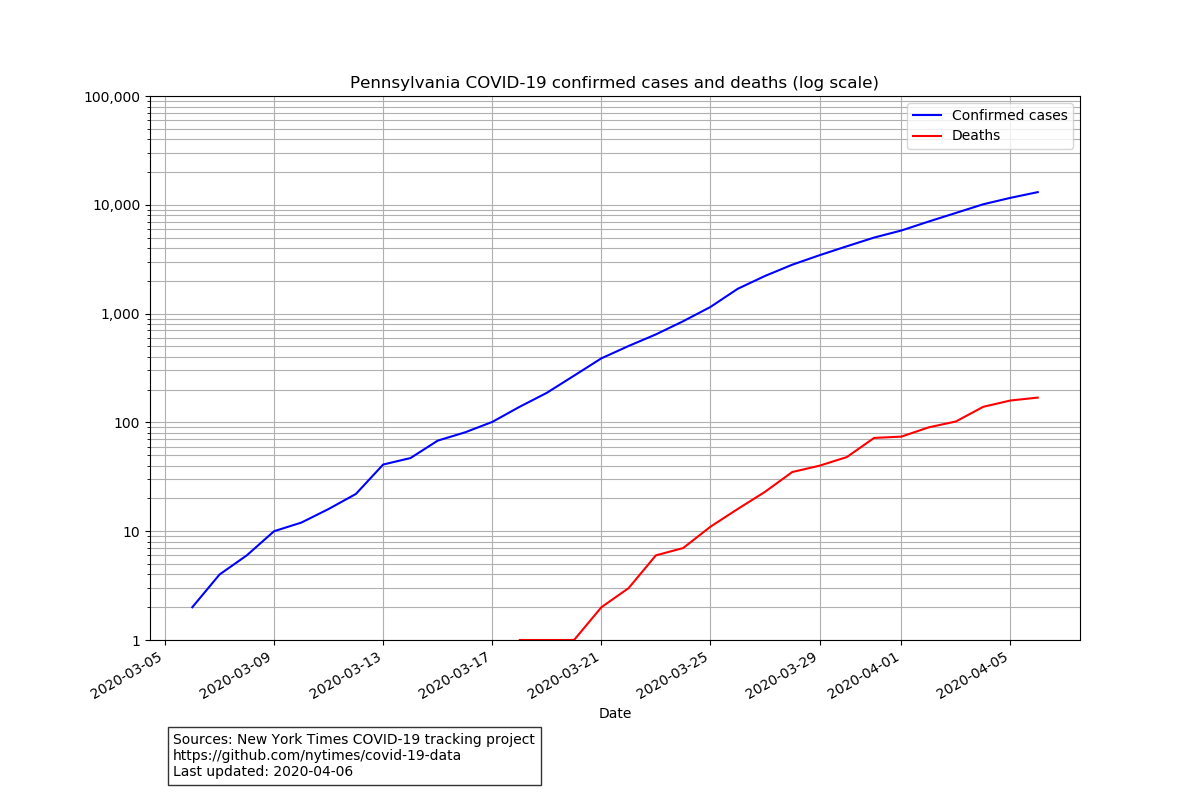 Pennsylvania COVID-19 confirmed cases and deaths (log scale)
100,000
10,000
1,000
100
10
1
Confirmed cases
Deaths
2020-03-05
2020-03-09
2020-03-13
2020-03-17
2020-03-21
2020-03-25
2020-03-29
2020-04-01
2020-04-05
Date
Sources: New York Times COVID-19 tracking project
https://github.com/nytimes/covid-19-data
Last updated: 2020-04-06